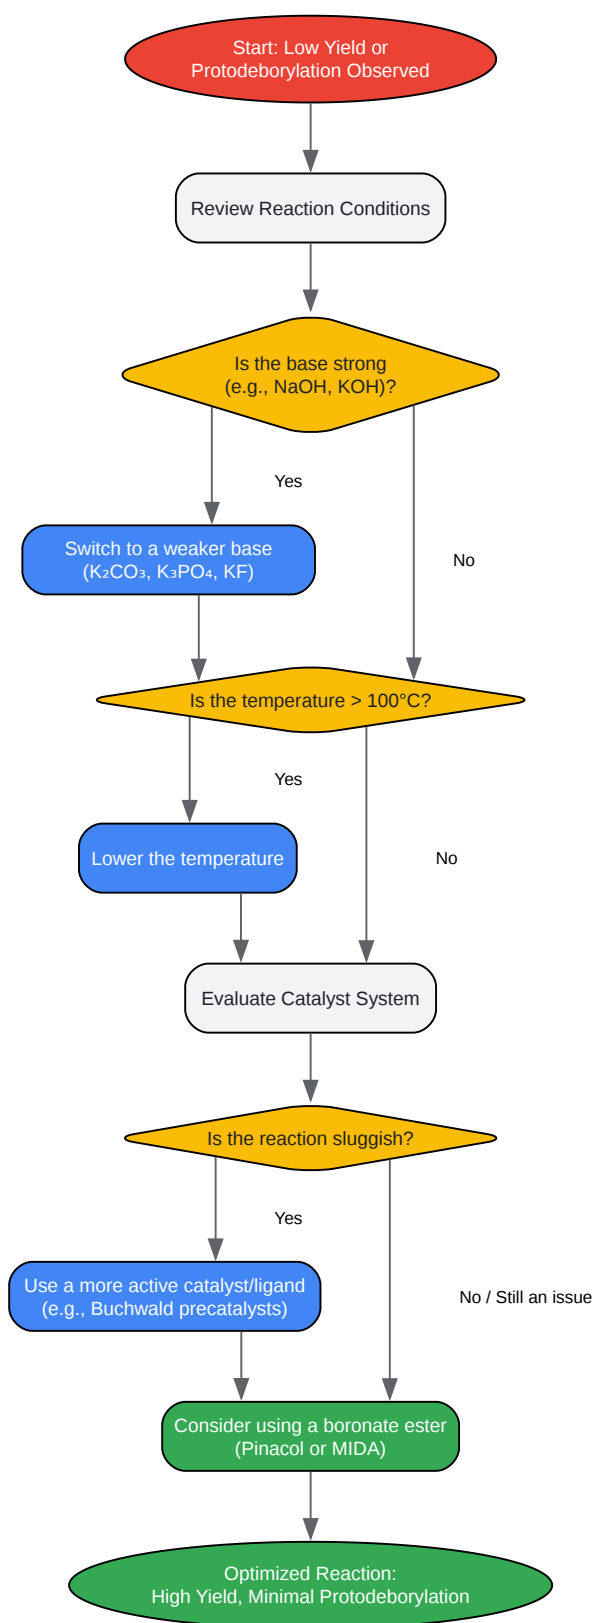 Start: Low Yield or
Protodeborylation Observed
Review Reaction Conditions
Is the base strong
(e.g., NaOH, KOH)?
Yes
Switch to a weaker base
(K₂CO₃, K₃PO₄, KF)
No
Is the temperature > 100°C?
Yes
Lower the temperature
No
Evaluate Catalyst System
Is the reaction sluggish?
Yes
Use a more active catalyst/ligand
(e.g., Buchwald precatalysts)
No / Still an issue
Consider using a boronate ester
(Pinacol or MIDA)
Optimized Reaction:
High Yield, Minimal Protodeborylation